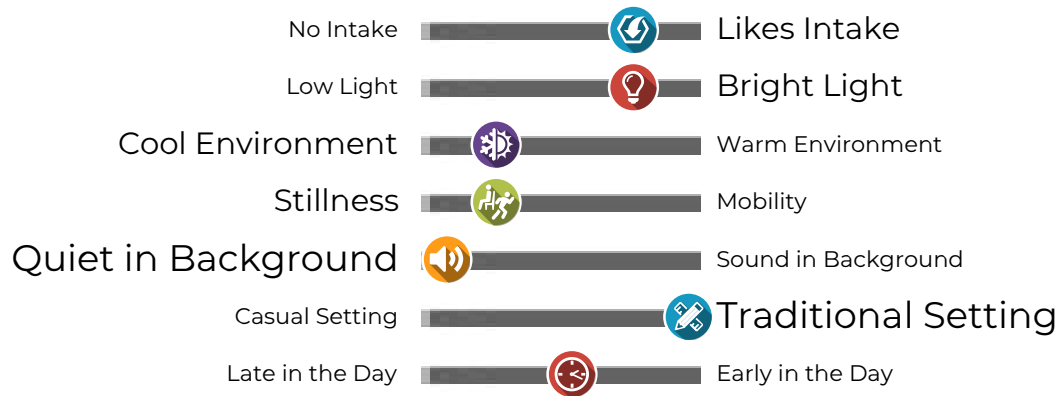 No Intake Likes Intake
Low Light Bright Light
Cool Environment Warm Environment
Stillness Mobility
Quiet in Background Sound in Background
Casual Setting Traditional Setting
Late in the Day Early in the Day